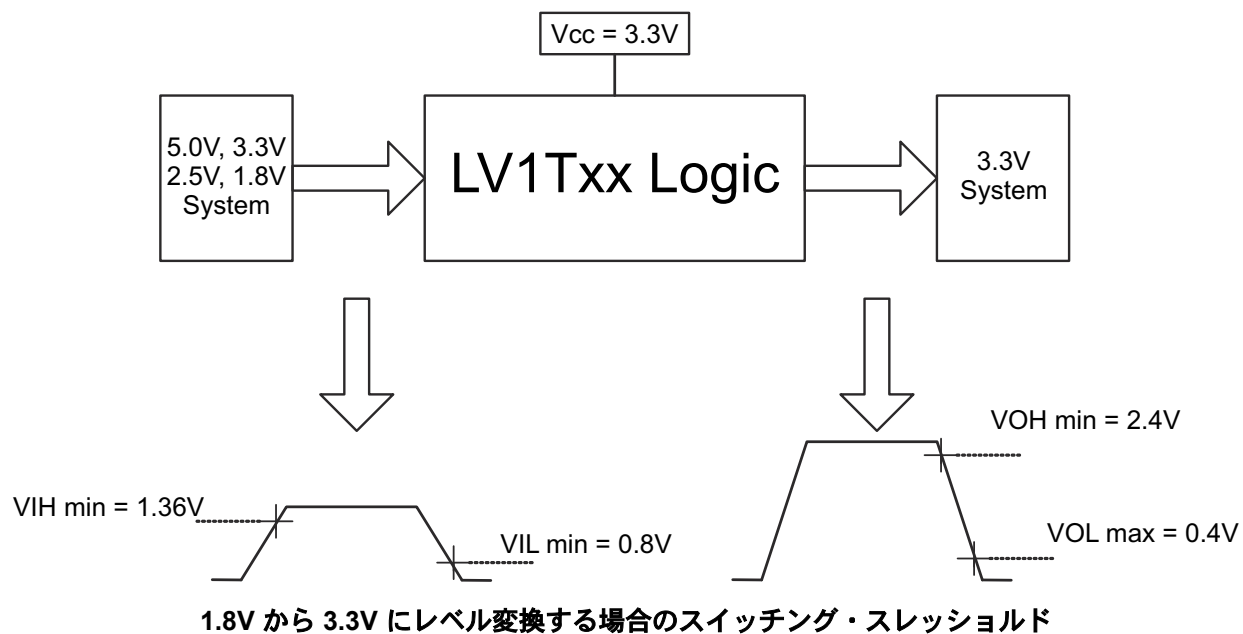 Vcc = 3.3V
5.0V, 3.3V
2.5V, 1.8V
System
LV1Txx Logic
3.3V
System
VIH min = 1.36V
VIL min = 0.8V
VOH min = 2.4V
VOL max = 0.4V
1.8V から 3.3V にレベル変換する場合のスイッチング・スレッショルド